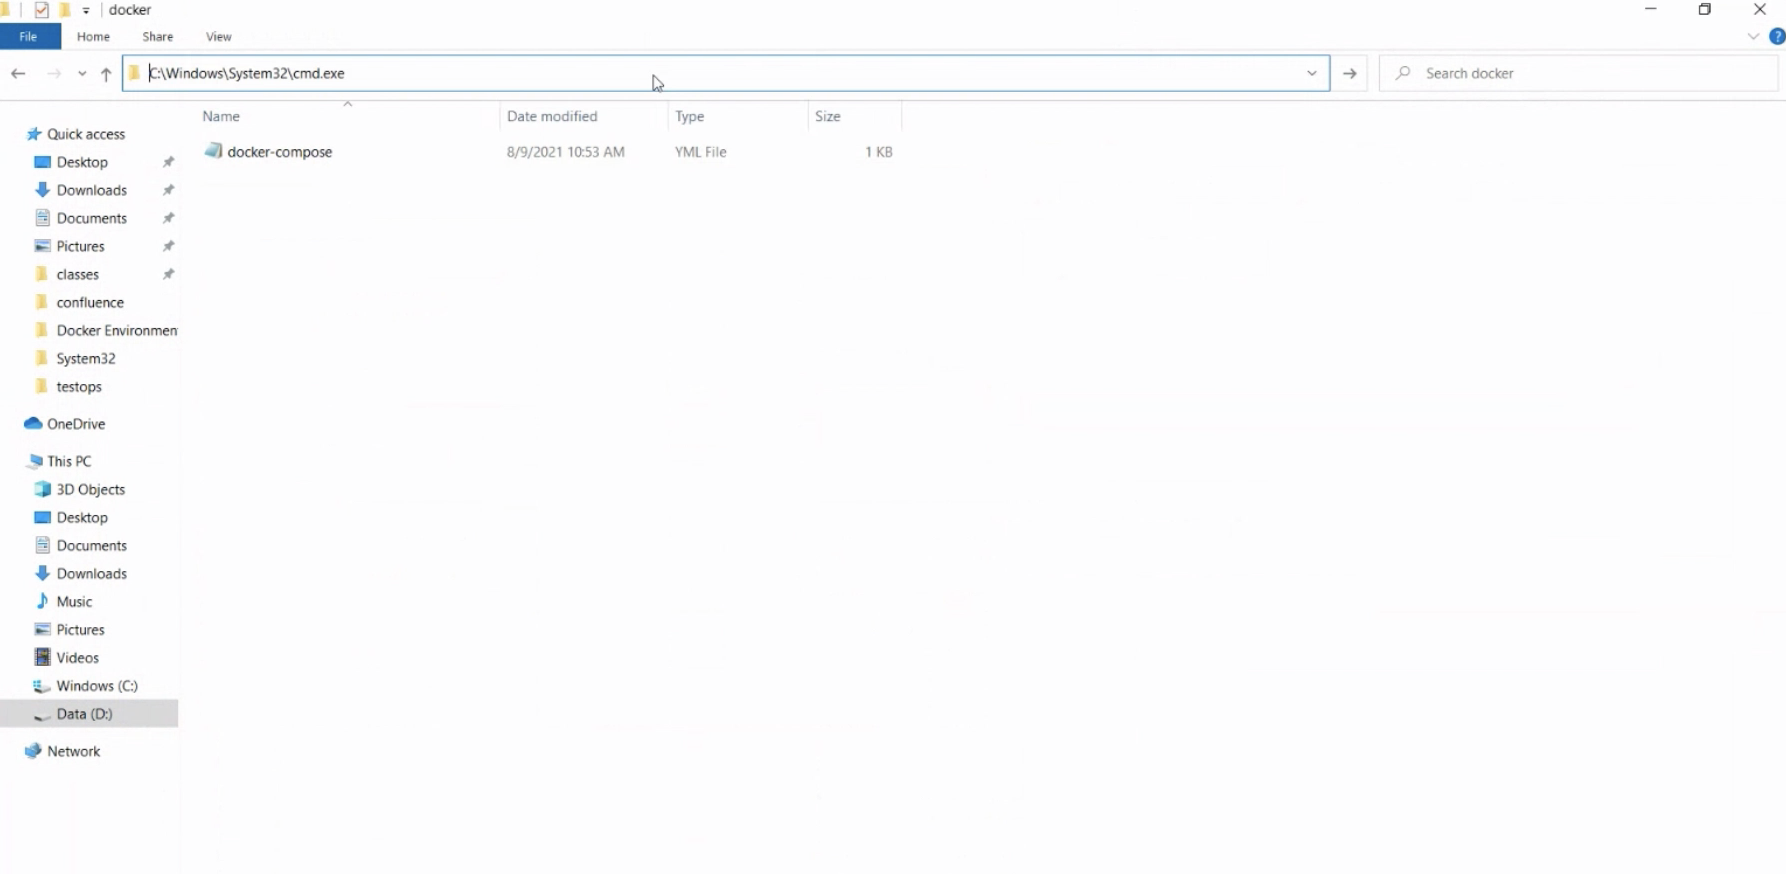 docker
File Home Share View
C:\Windows\System32\cmd.exe
Search docker
Name Date modified Type Size
docker-compose 8/9/2021 10:53 AM YML File 1 KB
Quick access
Desktop
Downloads
Documents
Pictures
classes
confluence
Docker Environmen
System32
testops
OneDrive
This PC
3D Objects
Desktop
Documents
Downloads
Music
Pictures
Videos
Windows (C:)
Data (D:)
Network